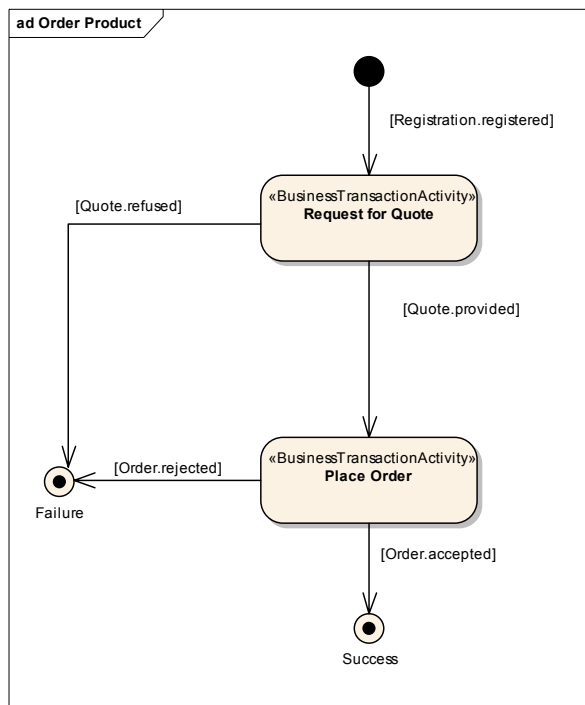 ad Order Product
[Registration.registered]
«BusinessTransactionActivity»
Request for Quote
[Quote.refused]
[Quote.provided]
«BusinessTransactionActivity»
Place Order
[Order.rejected]
Failure
[Order.accepted]
Success